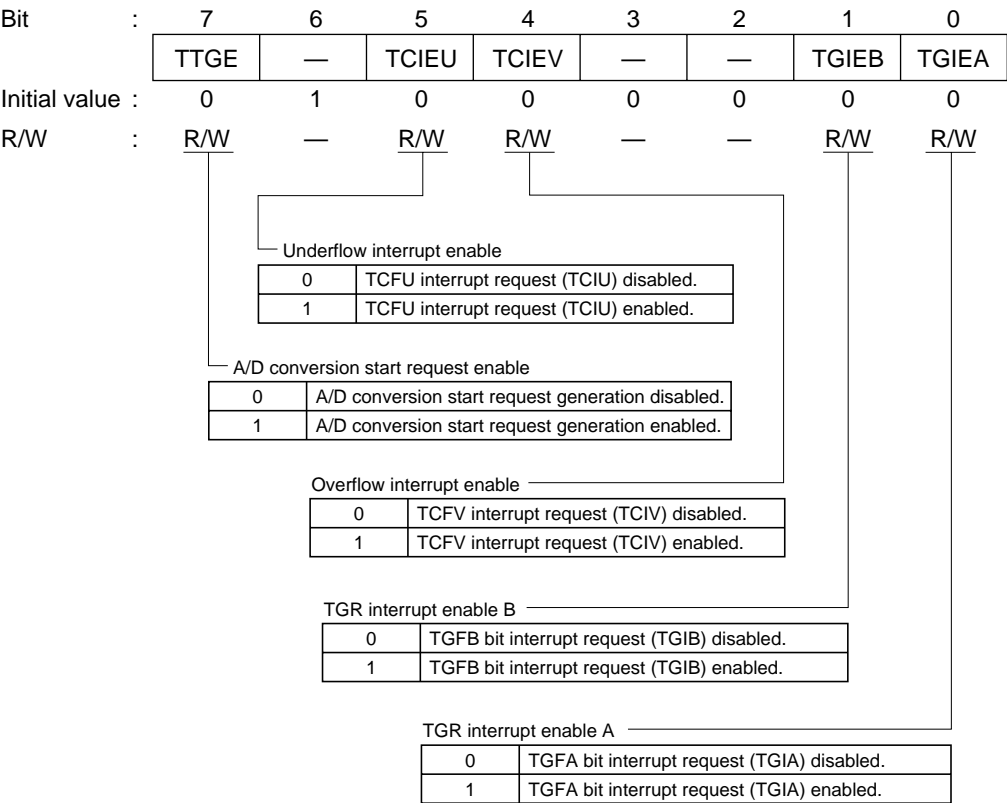 Bit : 7 6 5 4 3 2 1 0
TTGE — TCIEU TCIEV — — TGIEB TGIEA
Initial value : 0 1 0 0 0 0 0 0
R/W : R/W — R/W R/W — — R/W R/W
Underflow interrupt enable
0 TCFU interrupt request (TCIU) disabled.
1 TCFU interrupt request (TCIU) enabled.
A/D conversion start request enable
0 A/D conversion start request generation disabled.
1 A/D conversion start request generation enabled.
Overflow interrupt enable
0 TCFV interrupt request (TCIV) disabled.
1 TCFV interrupt request (TCIV) enabled.
TGR interrupt enable B
0 TGFB bit interrupt request (TGIB) disabled.
1 TGFB bit interrupt request (TGIB) enabled.
TGR interrupt enable A
0 TGFA bit interrupt request (TGIA) disabled.
1 TGFA bit interrupt request (TGIA) enabled.